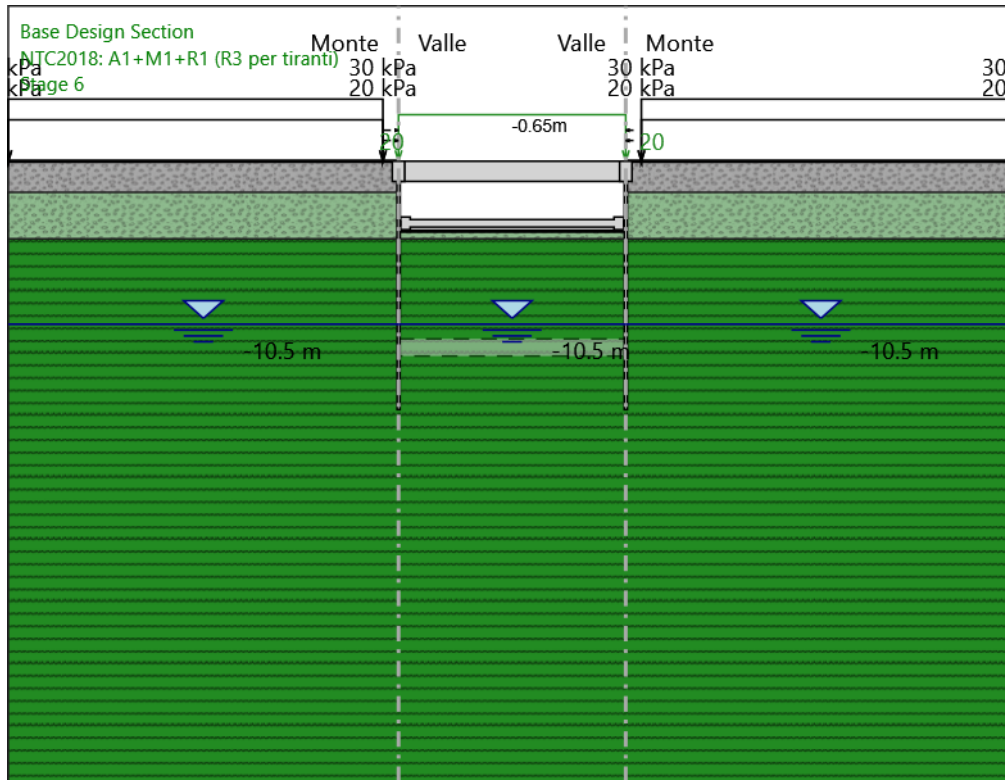 Base Design Section
Monte Valle Valle Monte
NTC2018: A1+M1+R1 (R3 per tiranti)
kPa 30 kPa 30 kPa 30
kPa 20 kPa 20 kPa 20
Stage 6
-0.65m
20 20
-10.5 m -10.5 m -10.5 m